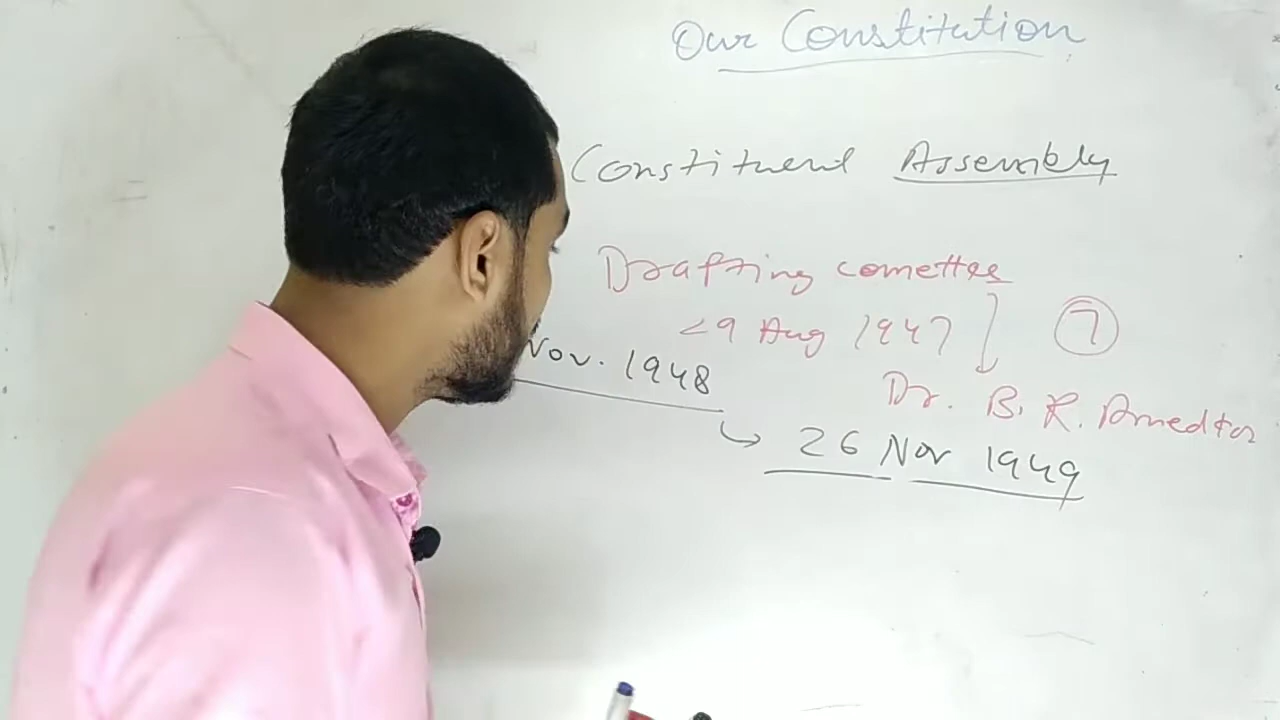 Our Constitution
Constituent Assembly
Drafting comettee
29 Aug 1947 7
Nov. 1948
Dr. B. R. Amedkar
26 Nov 1949